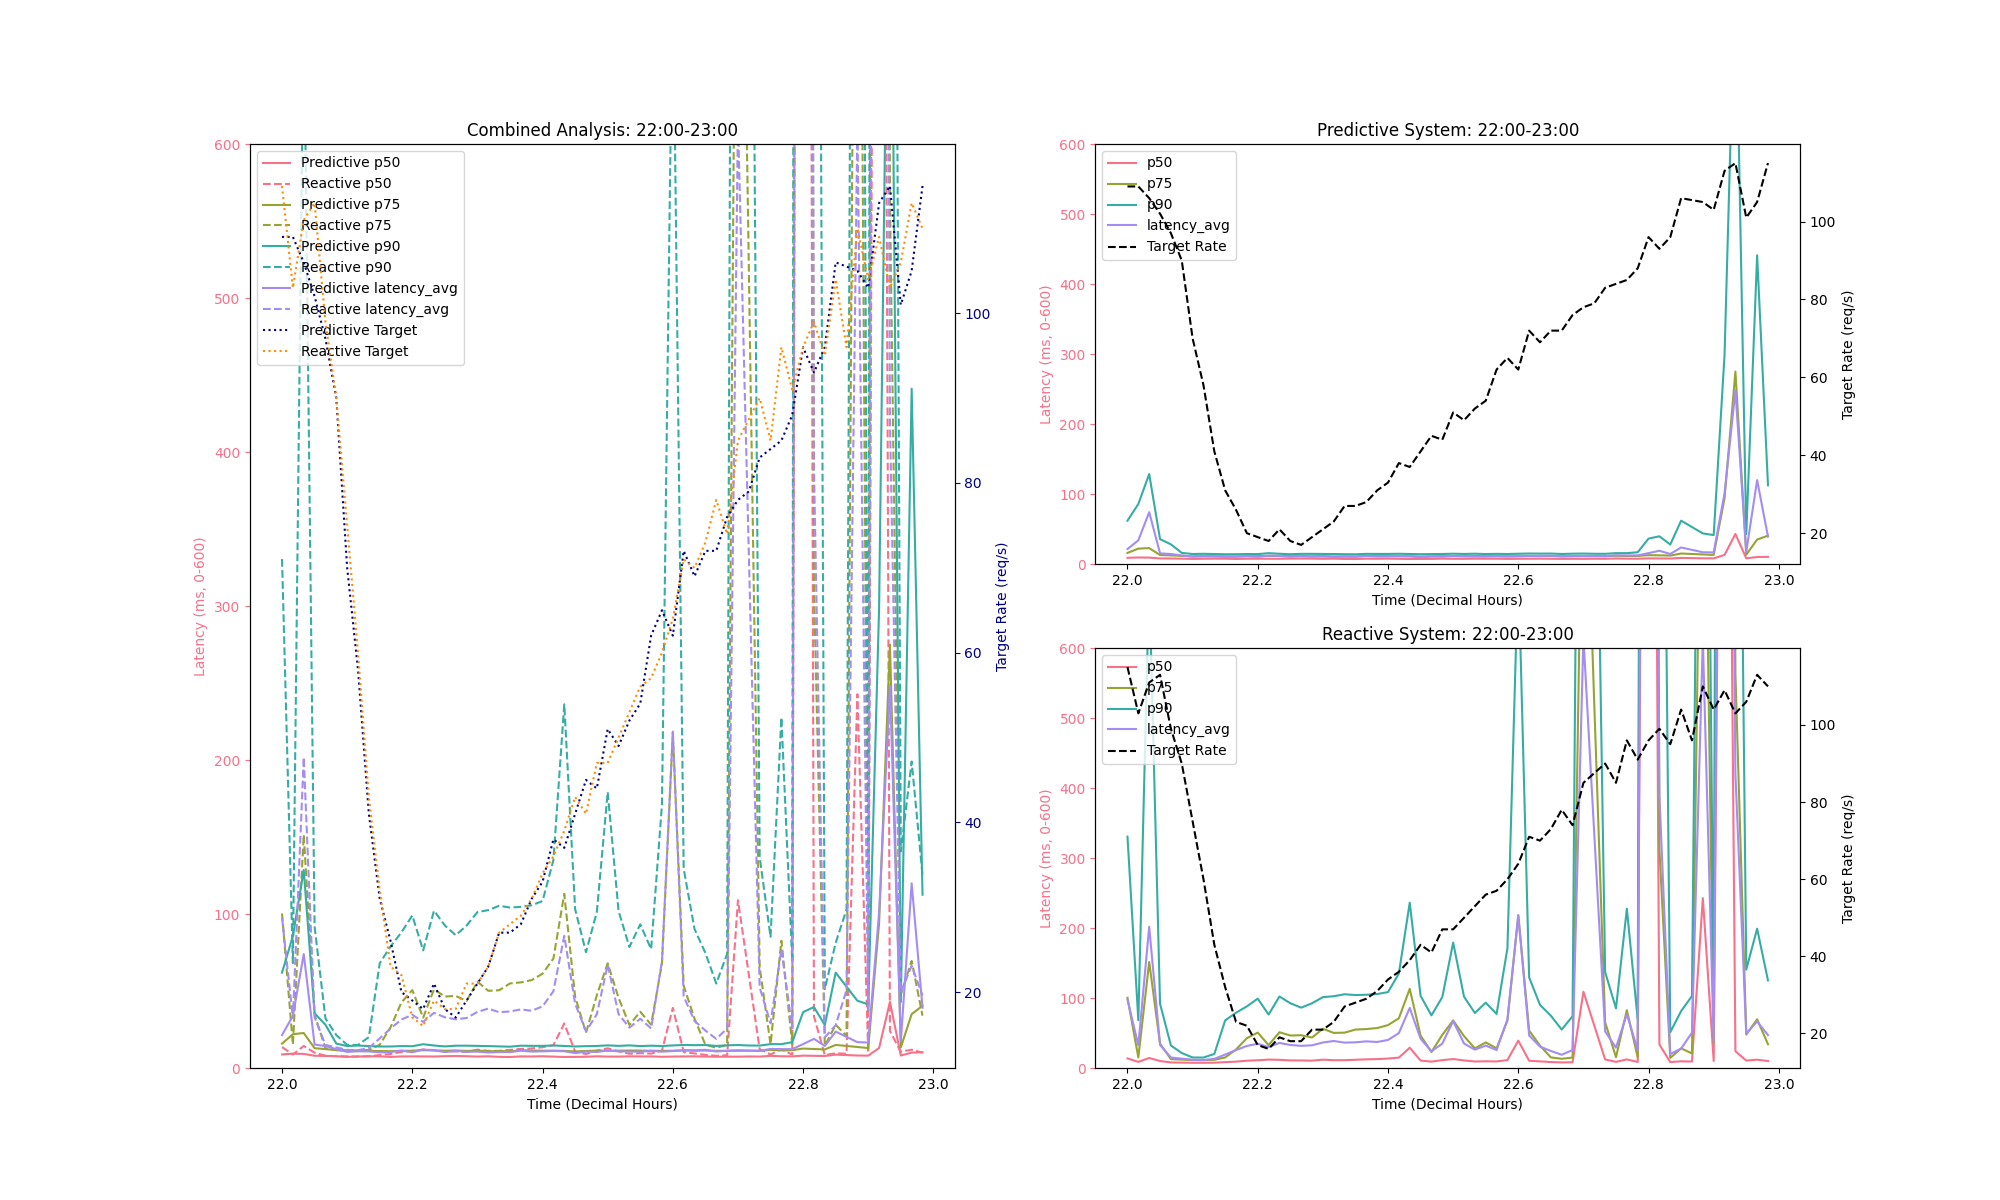 Combined Analysis: 22:00-23:00
600
500
400
300
200
100
0
Latency (ms, 0-600)
Predictive p50
Reactive p50
Predictive p75
Reactive p75
Predictive p90
Reactive p90
Predictive latency_avg
Reactive latency_avg
Predictive Target
Reactive Target
100
80
60
40
20
Target Rate (req/s)
22.0 22.2 22.4 22.6 22.8 23.0
Time (Decimal Hours)
Predictive System: 22:00-23:00
600
500
400
300
200
100
0
Latency (ms, 0-600)
p50
p75
p90
latency_avg
Target Rate
100
80
60
40
20
Target Rate (req/s)
22.0 22.2 22.4 22.6 22.8 23.0
Time (Decimal Hours)
Reactive System: 22:00-23:00
600
500
400
300
200
100
0
Latency (ms, 0-600)
p50
p75
p90
latency_avg
Target Rate
100
80
60
40
20
Target Rate (req/s)
22.0 22.2 22.4 22.6 22.8 23.0
Time (Decimal Hours)